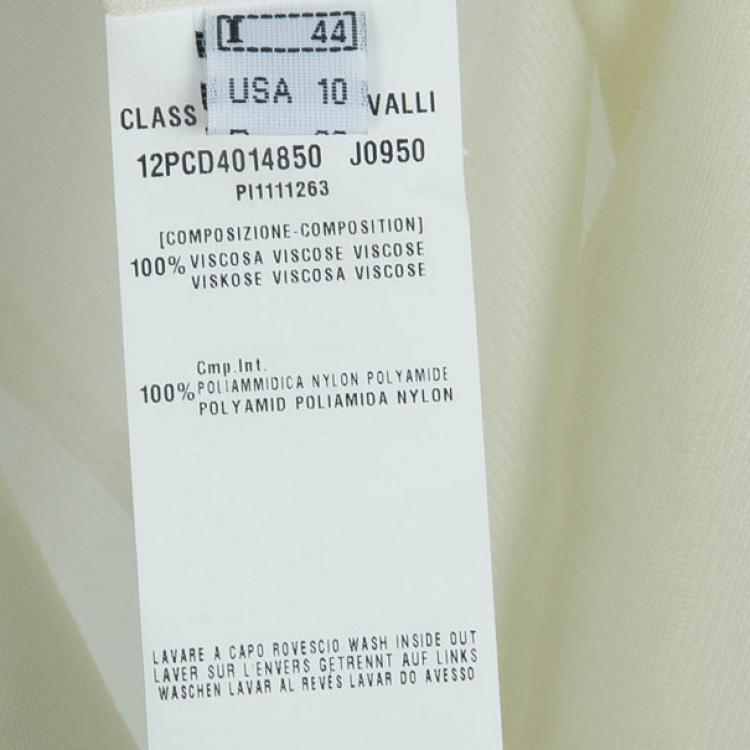 I 44
USA 10
CLASS VALLI
12PCD4014850 J0950
PI1111263
[COMPOSIZIONE-COMPOSITION]
100% VISCOSA VISCOSE VISCOSE
VISKOSE VISCOSA VISCOSE
Cmp.Int.
100% POLIAMMIDICA NYLON POLYAMIDE
POLYAMID POLIAMIDA NYLON
LAVARE A CAPO ROVESCIO WASH INSIDE OUT
LAVER SUR L'ENVERS GETRENNT AUF LINKS
WASCHEN LAVAR AL REVÉS LAVAR DO AVESSO